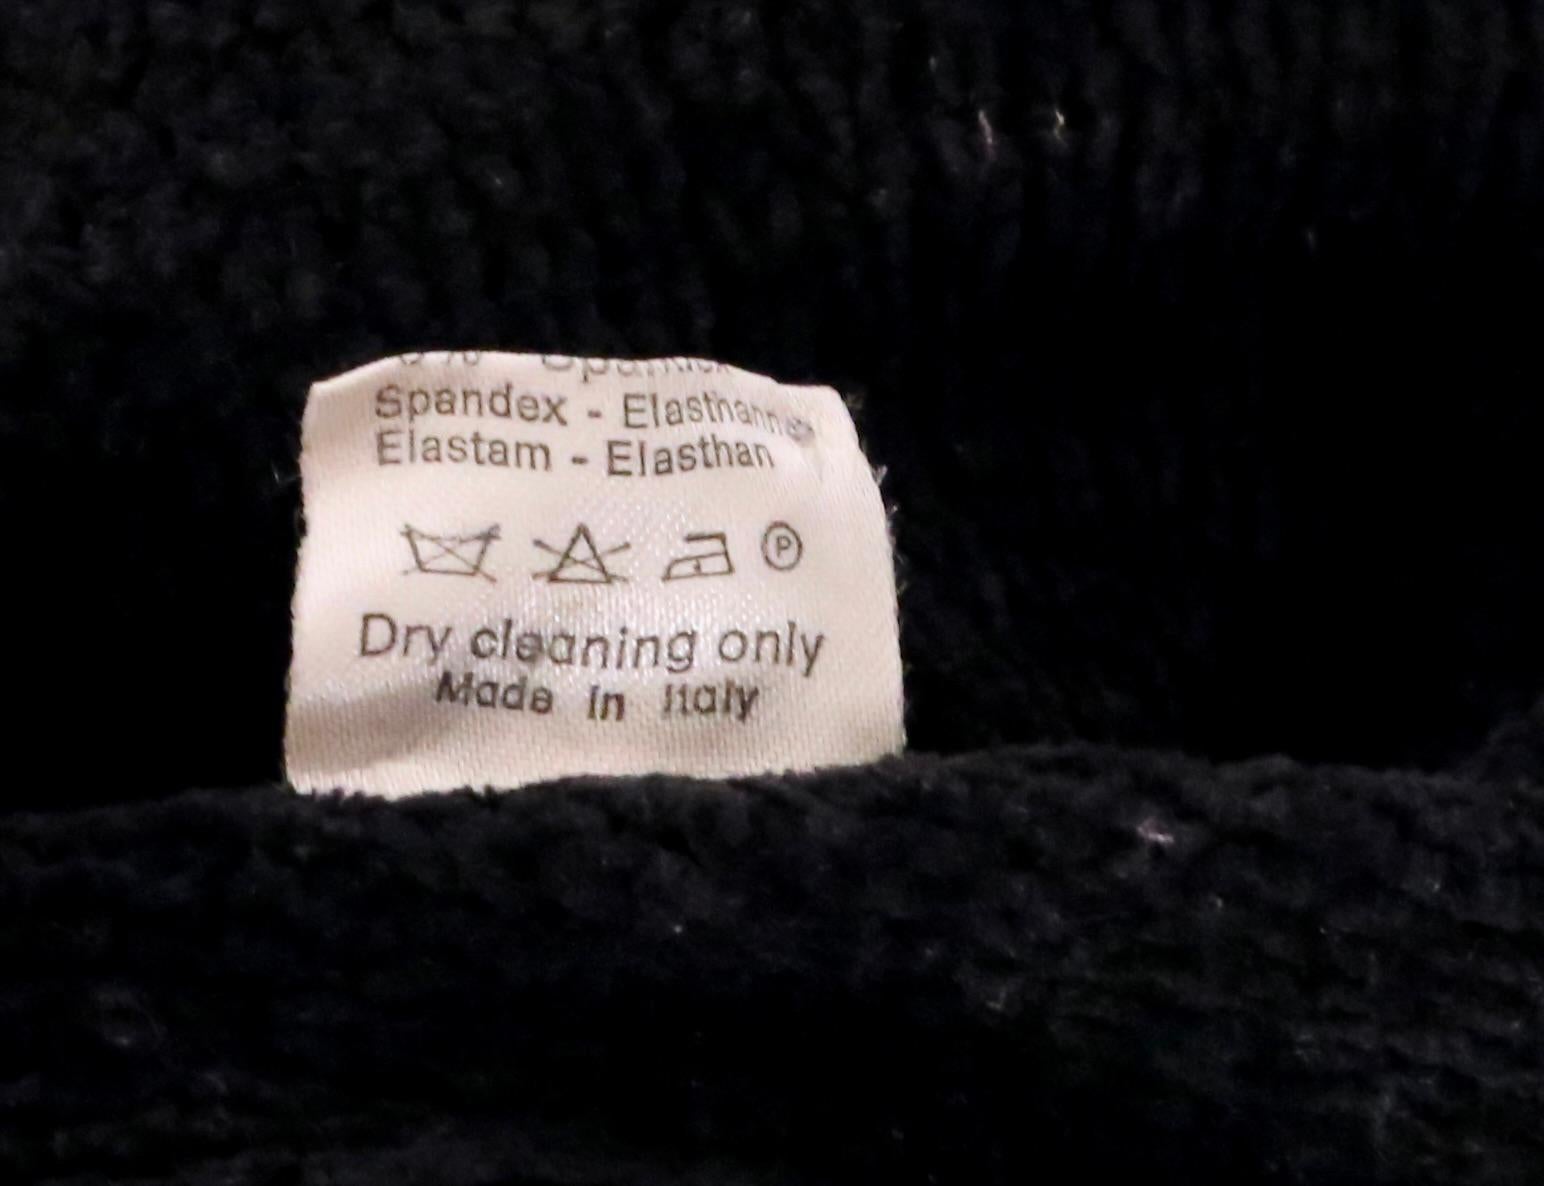 Spandex - Elasthanne
Elastam - Elasthan
P
Dry cleaning only
Made in Italy